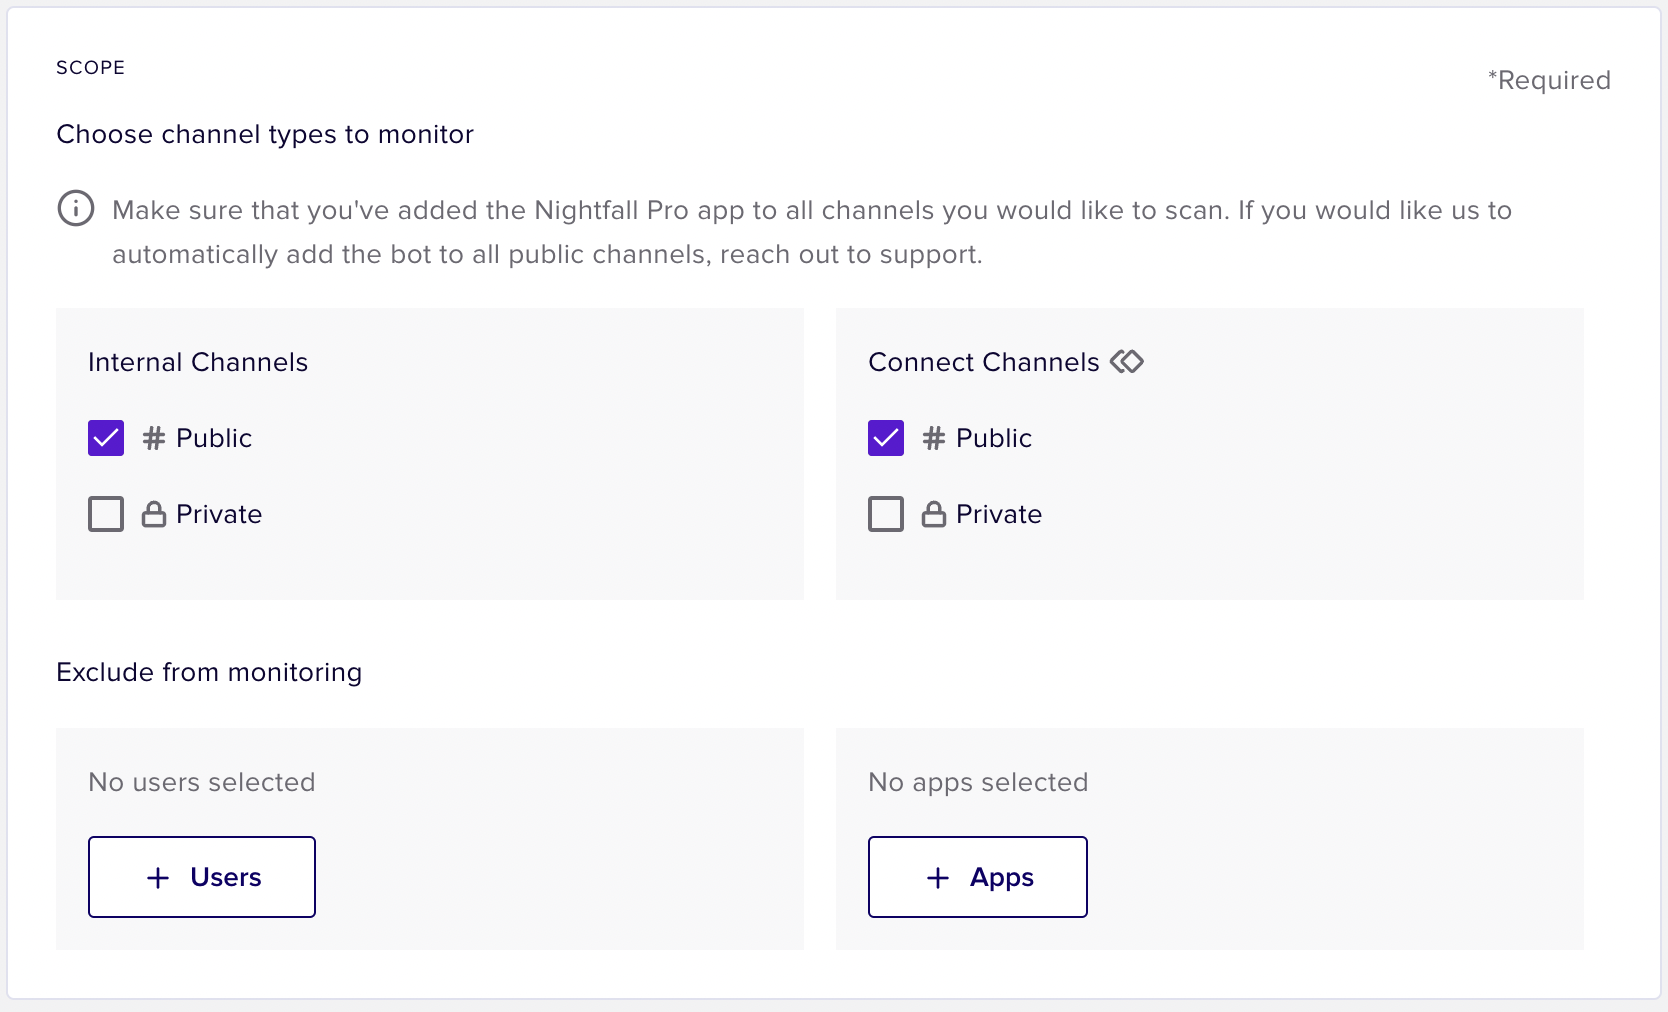 SCOPE
*Required
Choose channel types to monitor
Make sure that you've added the Nightfall Pro app to all channels you would like to scan. If you would like us to
automatically add the bot to all public channels, reach out to support.
Internal Channels
# Public
Private
Connect Channels
# Public
Private
Exclude from monitoring
No users selected
+ Users
No apps selected
+ Apps